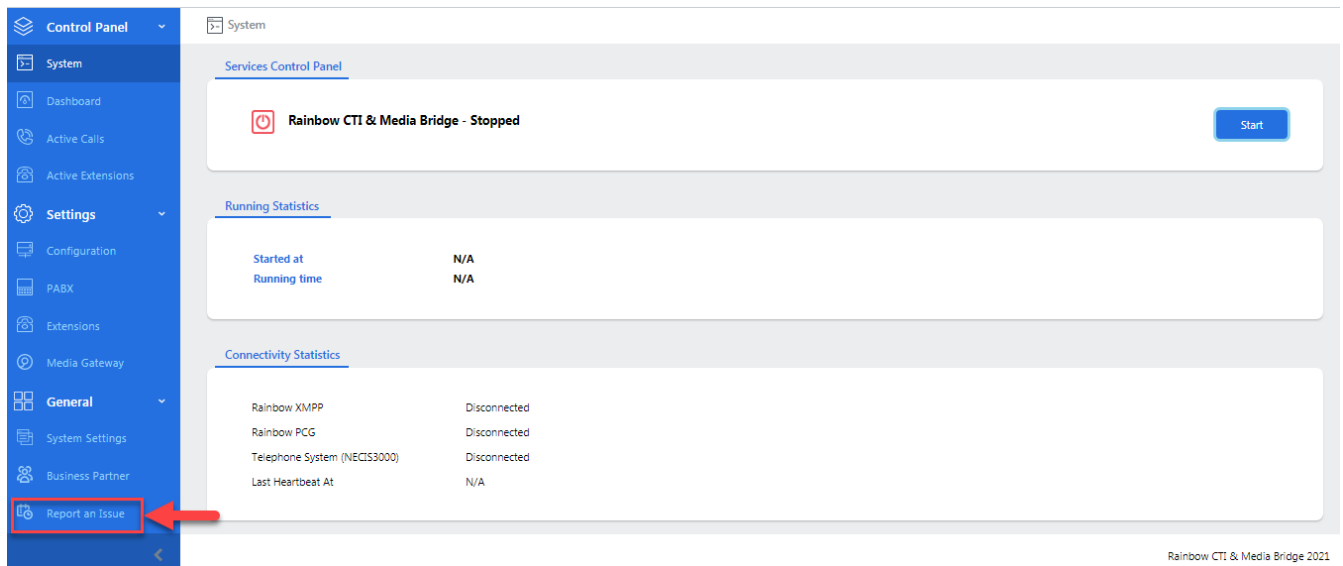 Control Panel
System
Dashboard
Active Calls
Active Extensions
Settings
Configuration
PABX
Extensions
Media Gateway
General
System Settings
Business Partner
Report an Issue
System
Services Control Panel
Rainbow CTI & Media Bridge - Stopped
Start
Running Statistics
Started at N/A
Running time N/A
Connectivity Statistics
Rainbow XMPP Disconnected
Rainbow PCG Disconnected
Telephone System (NECIS3000) Disconnected
Last Heartbeat At N/A
Rainbow CTI & Media Bridge 2021